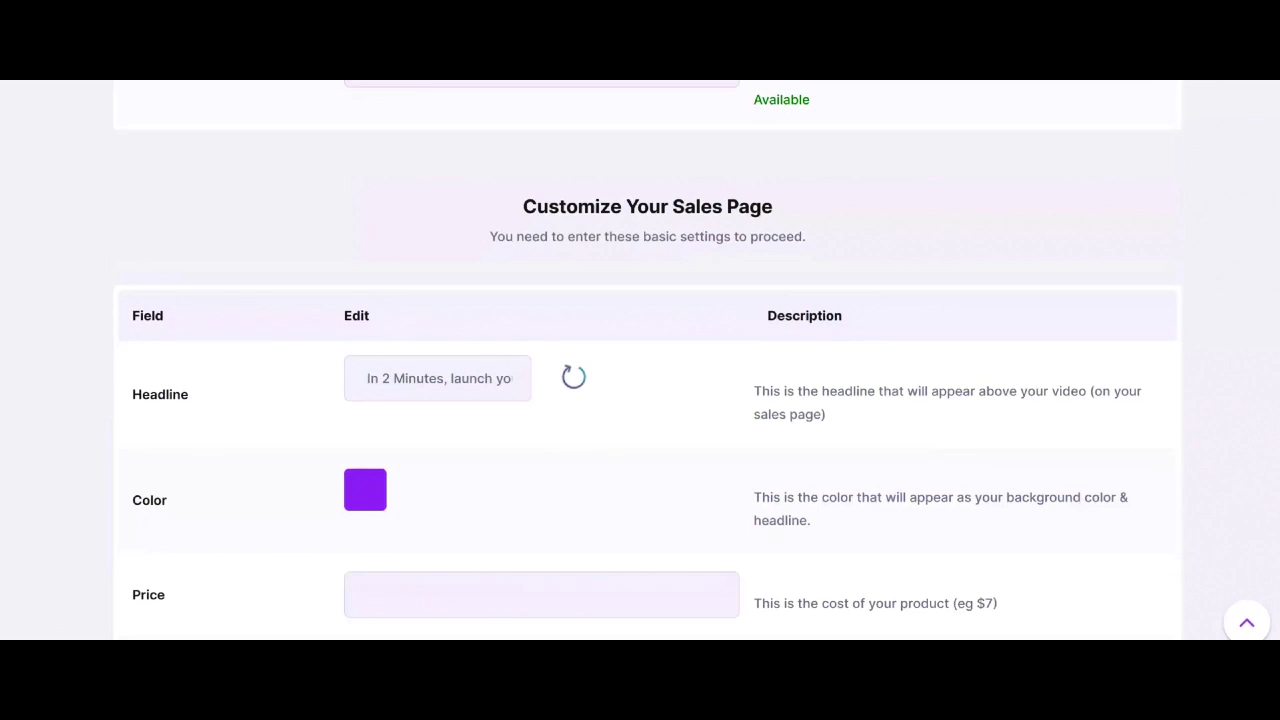 Available
Customize Your Sales Page
You need to enter these basic settings to proceed.
Field Edit Description
Headline In 2 Minutes, launch yo
This is the headline that will appear above your video (on your
sales page)
Color
This is the color that will appear as your background color &
headline.
Price
This is the cost of your product (eg $7)